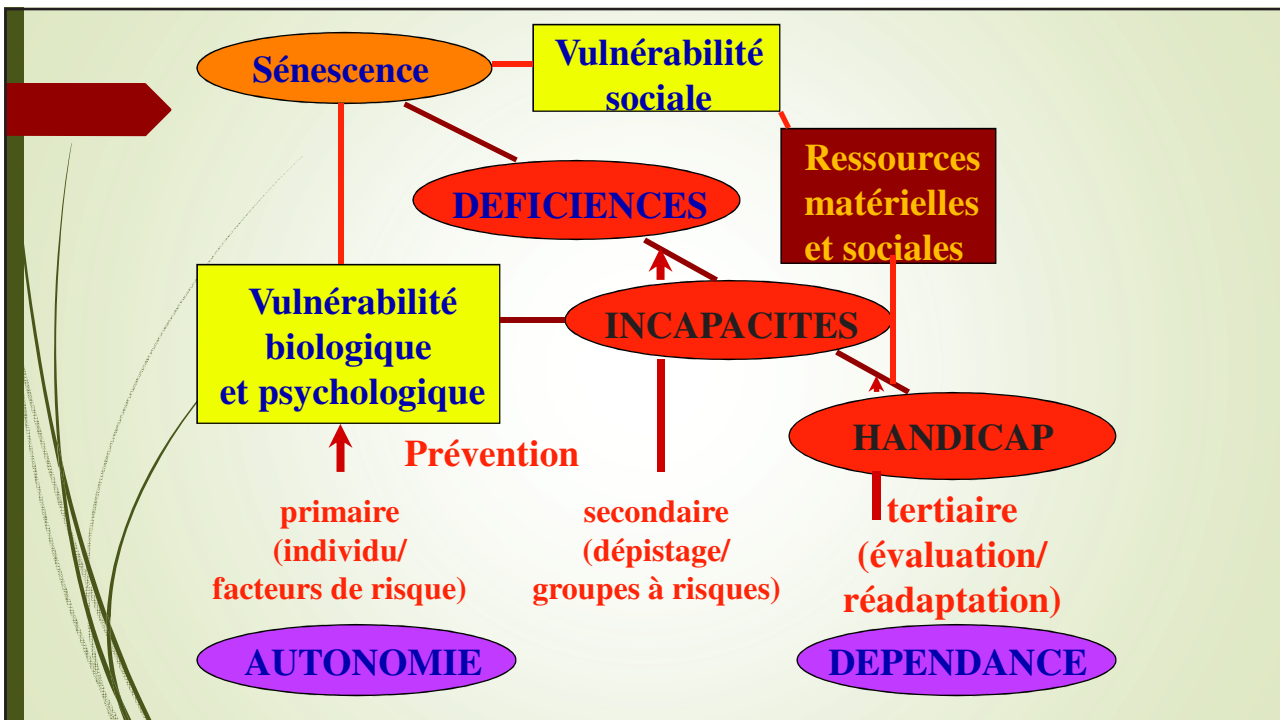 Sénescence
Vulnérabilité
sociale
Ressources
matérielles
et sociales
DEFICIENCES
Vulnérabilité
biologique
et psychologique
INCAPACITES
HANDICAP
Prévention
primaire
(individu/
facteurs de risque)
secondaire
(dépistage/
groupes à risques)
tertiaire
(évaluation/
réadaptation)
AUTONOMIE
DEPENDANCE